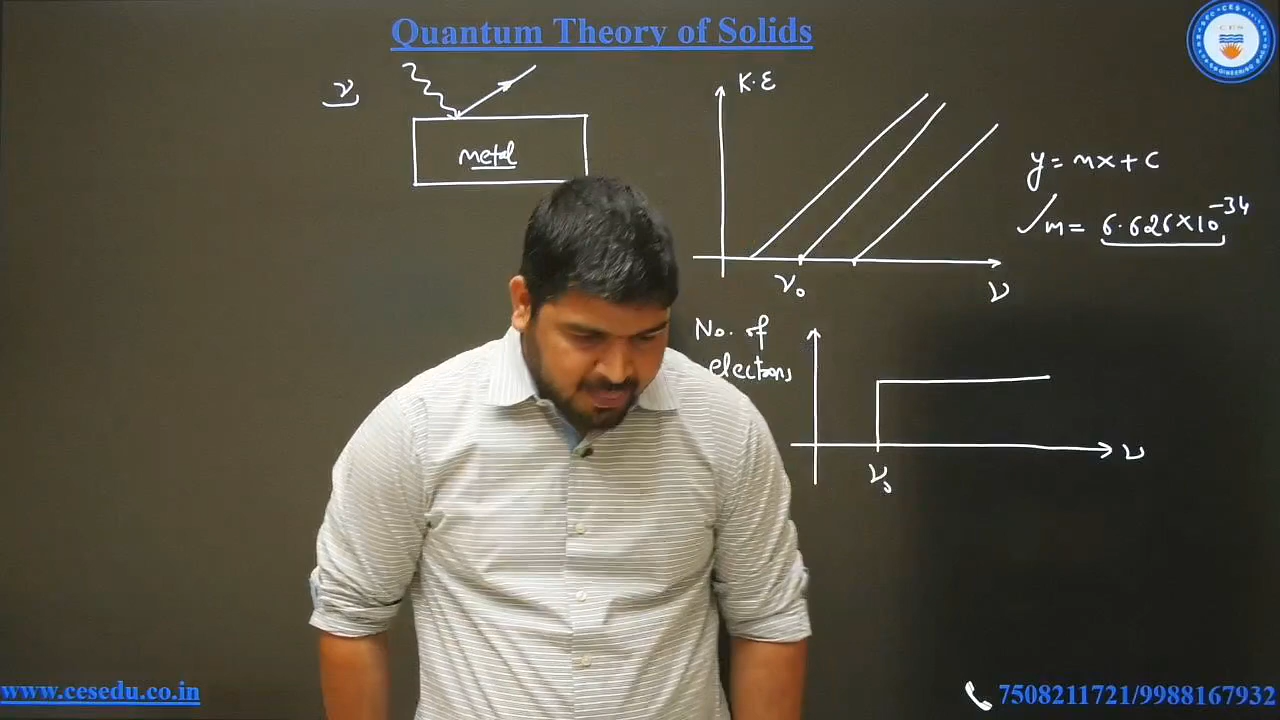 Quantum Theory of Solids
CES
ν
metal
K.E
y = mx + c
✓ m = 6.626×10⁻³⁴
ν₀
ν
No. of
electrons
ν
ν₀
www.cesedu.co.in
7508211721/9988167932